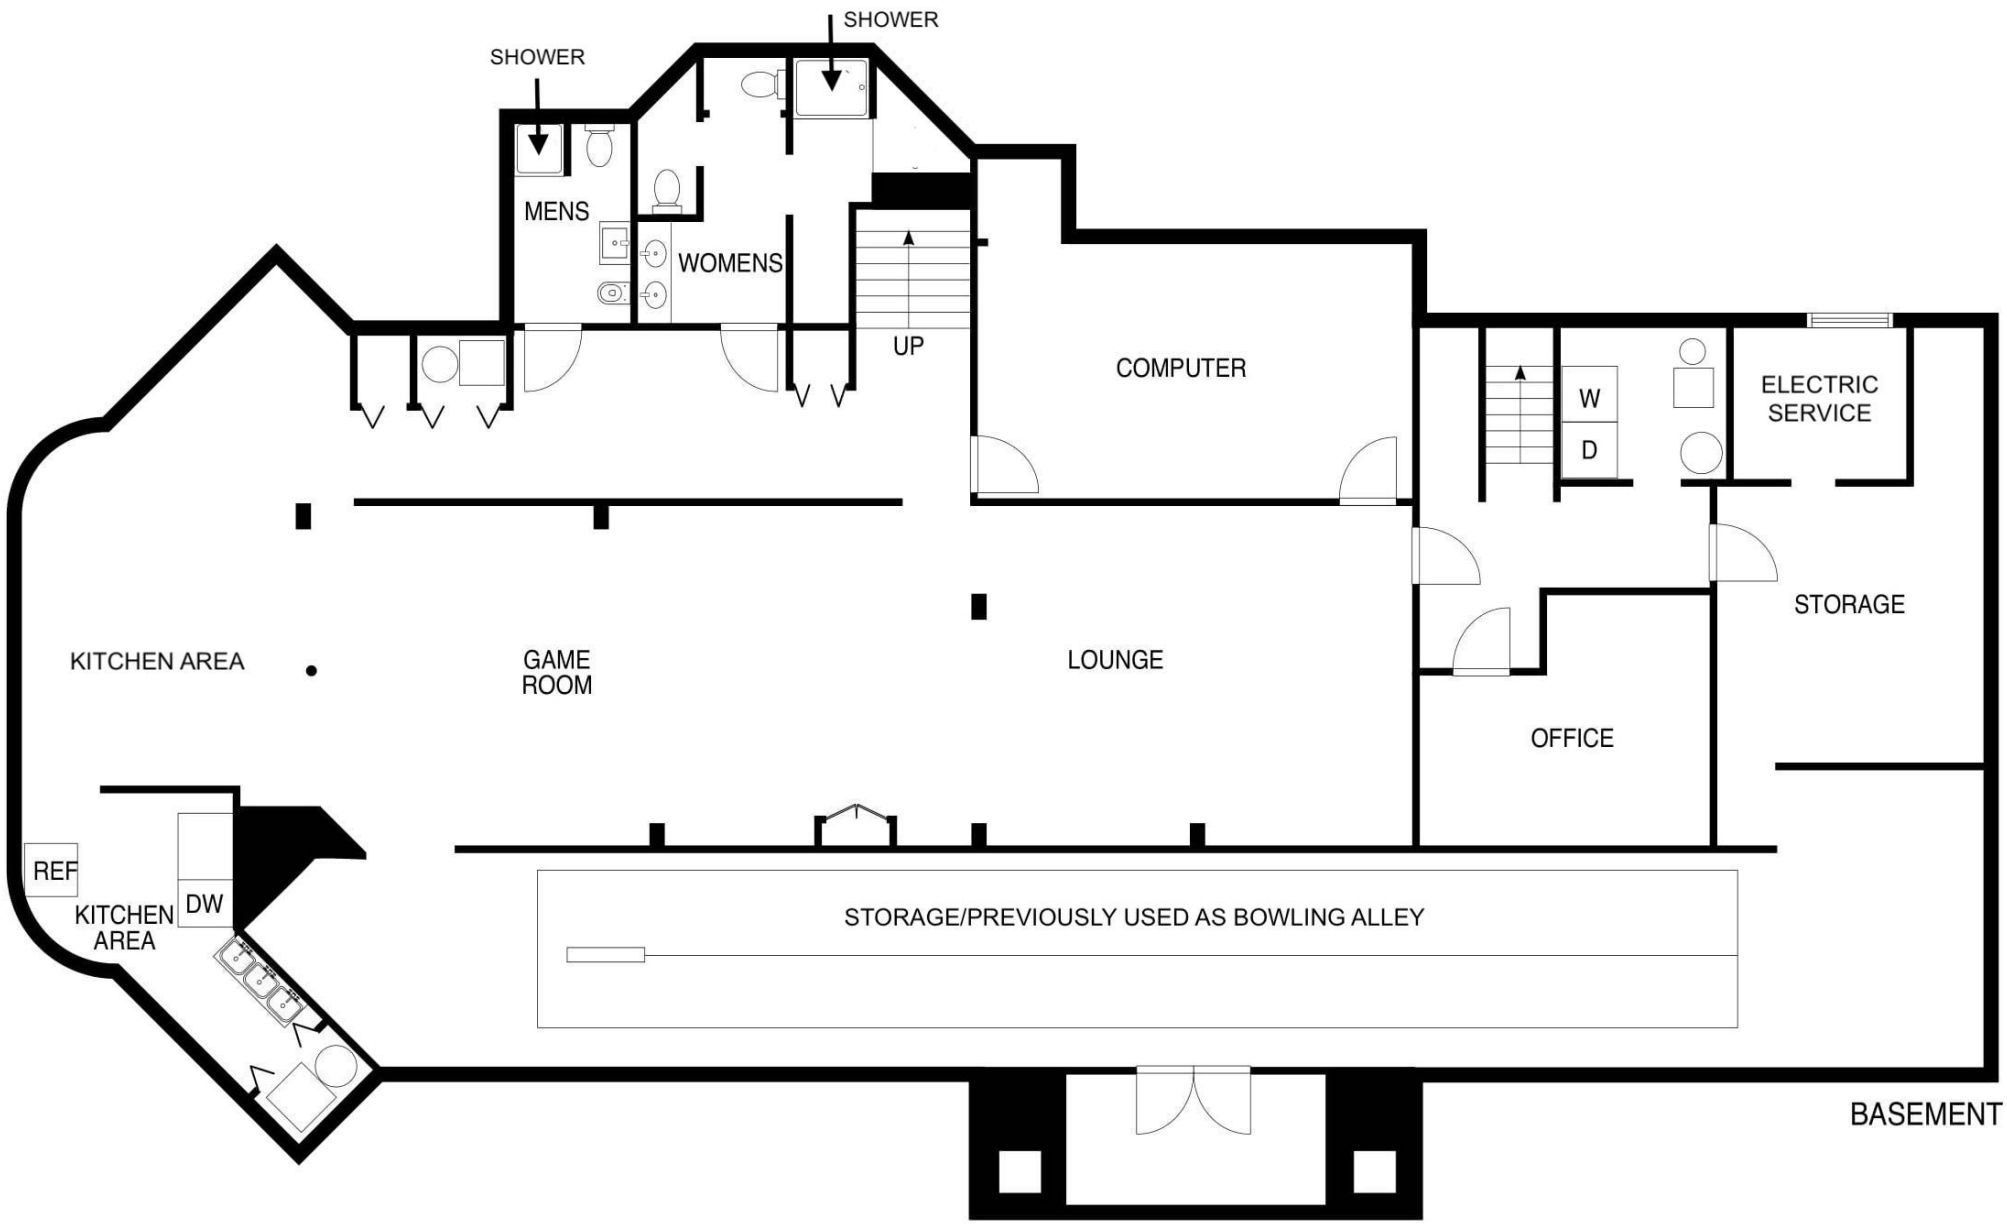 SHOWER
SHOWER
MENS
WOMENS
UP
COMPUTER
W
D
ELECTRIC
SERVICE
STORAGE
KITCHEN AREA
GAME
ROOM
LOUNGE
OFFICE
REF
DW
KITCHEN
AREA
STORAGE/PREVIOUSLY USED AS BOWLING ALLEY
BASEMENT